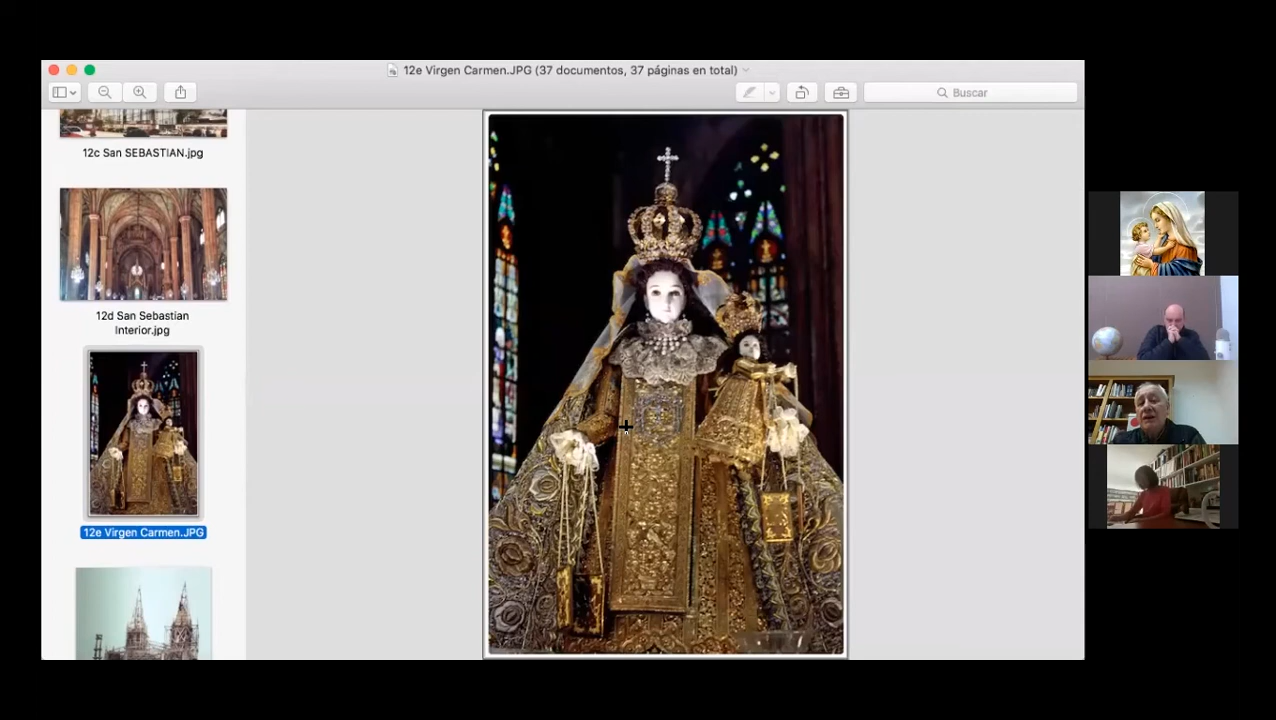 12e Virgen Carmen.JPG (37 documentos, 37 páginas en total)
Buscar
12c San SEBASTIAN.jpg
12d San Sebastian
Interior.jpg
12e Virgen Carmen.JPG